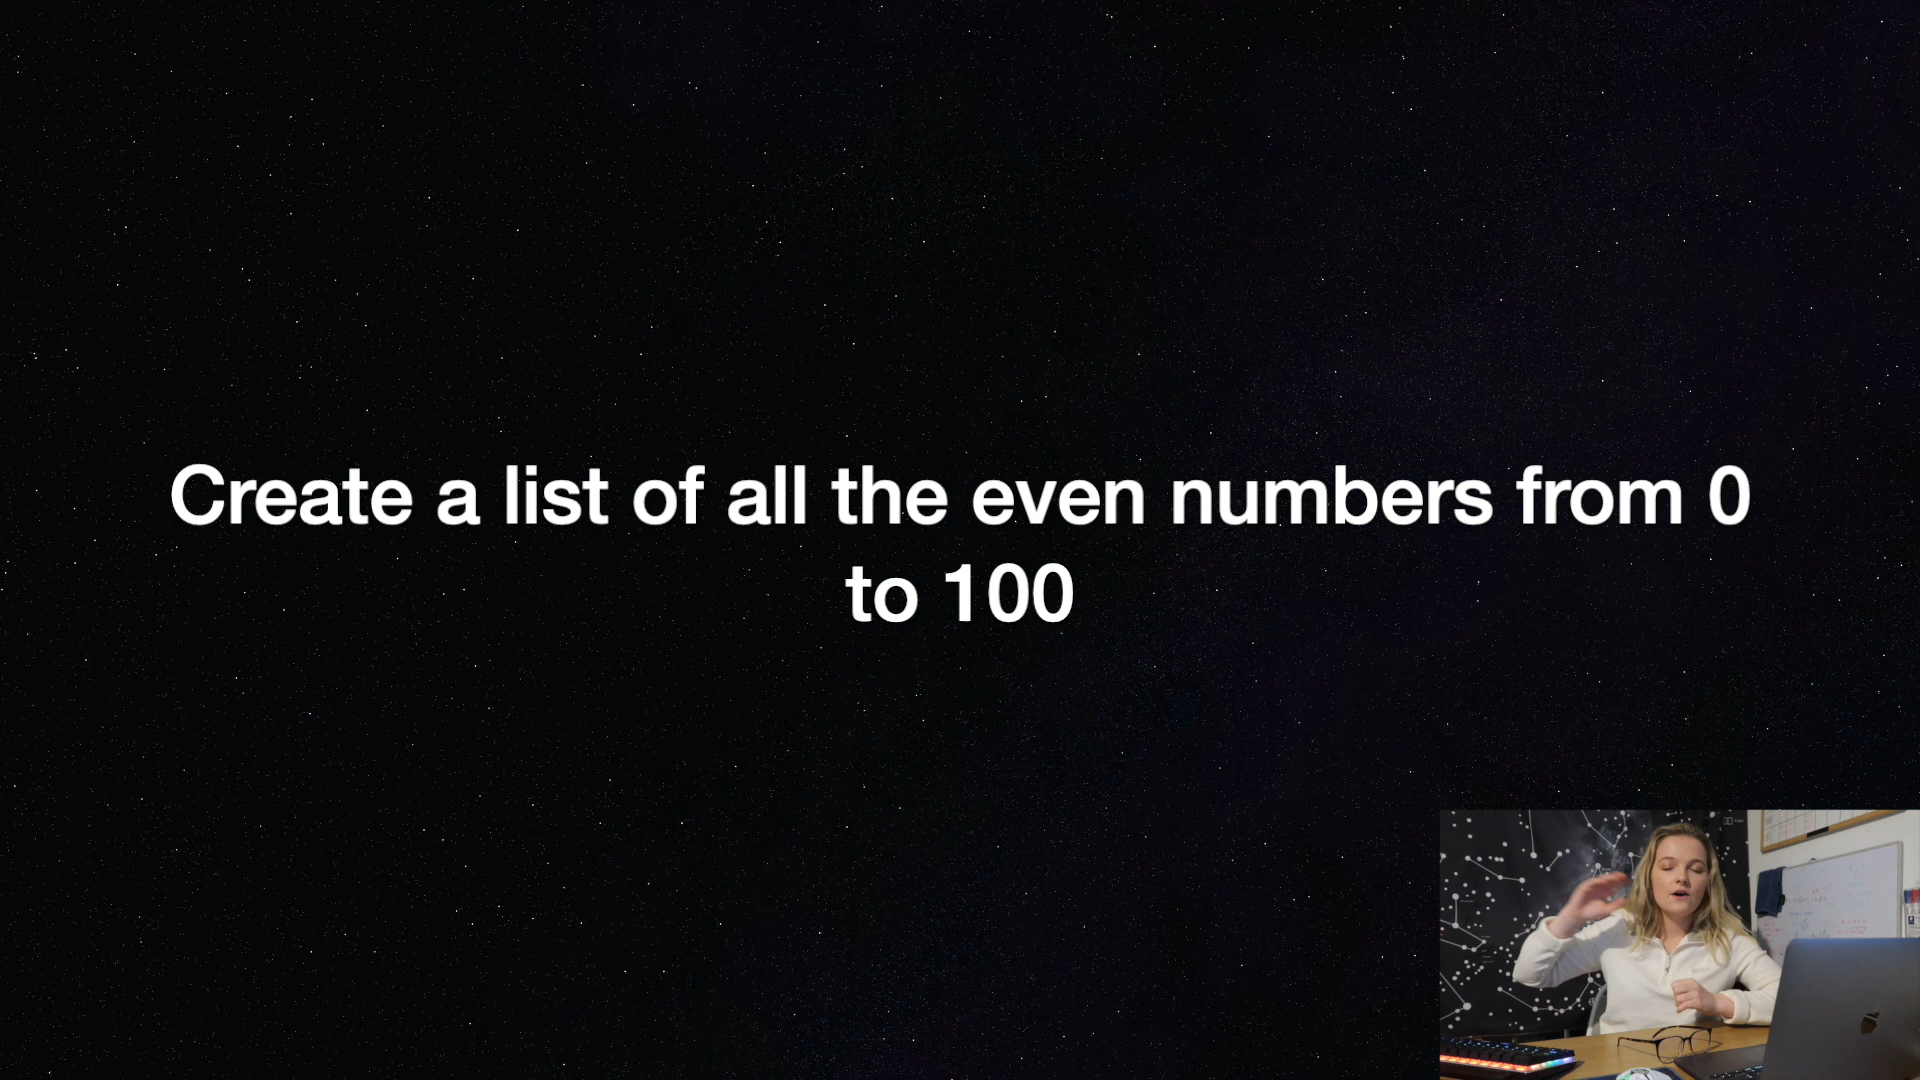 Create a list of all the even numbers from 0
to 100